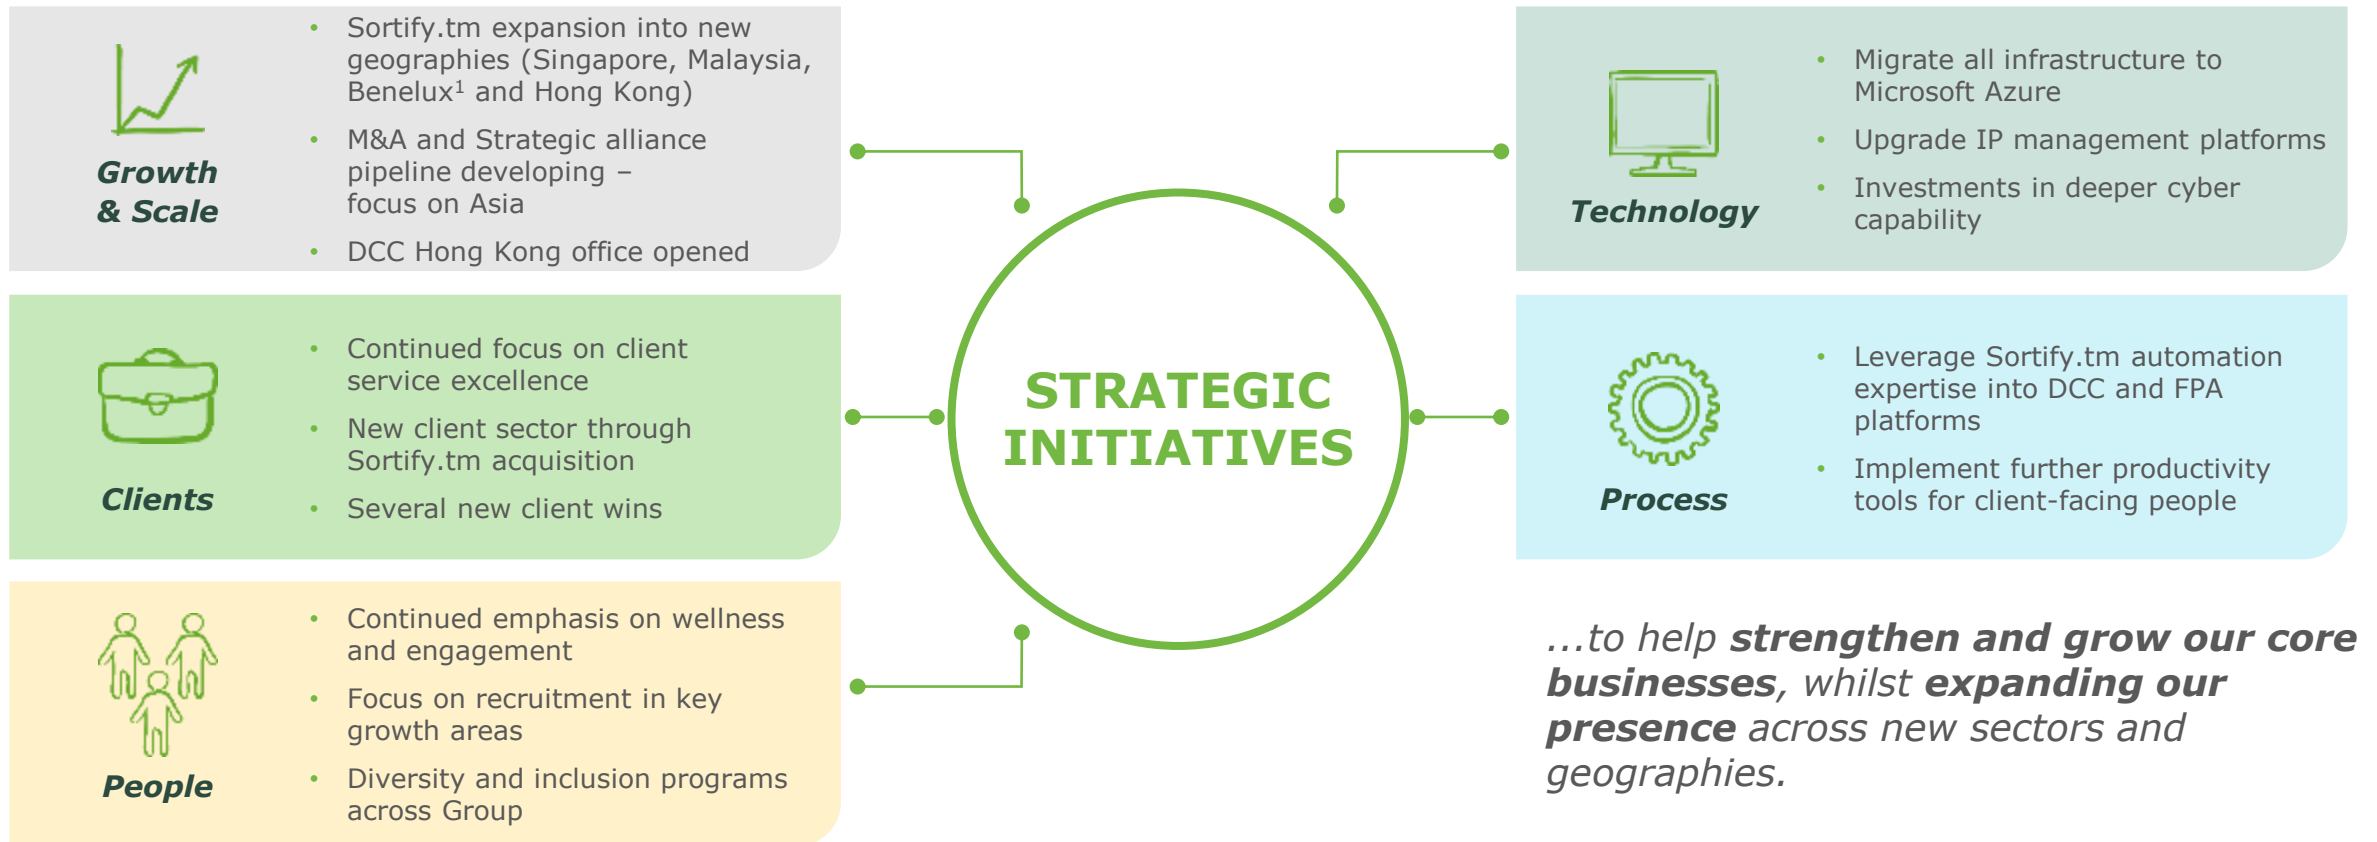 Growth
& Scale
• Sortify.tm expansion into new
geographies (Singapore, Malaysia,
Benelux¹ and Hong Kong)
• M&A and Strategic alliance
pipeline developing –
focus on Asia
• DCC Hong Kong office opened
Clients
• Continued focus on client
service excellence
• New client sector through
Sortify.tm acquisition
• Several new client wins
People
• Continued emphasis on wellness
and engagement
• Focus on recruitment in key
growth areas
• Diversity and inclusion programs
across Group
STRATEGIC
INITIATIVES
Technology
• Migrate all infrastructure to
Microsoft Azure
• Upgrade IP management platforms
• Investments in deeper cyber
capability
Process
• Leverage Sortify.tm automation
expertise into DCC and FPA
platforms
• Implement further productivity
tools for client-facing people
...to help strengthen and grow our core
businesses, whilst expanding our
presence across new sectors and
geographies.